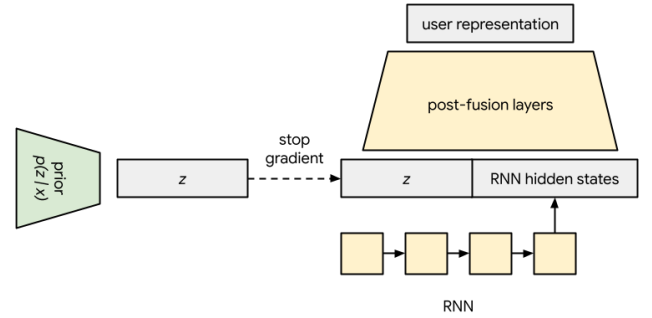 user representation
post-fusion layers
stop
gradient
prior
p(z | x)
z
z
RNN hidden states
RNN